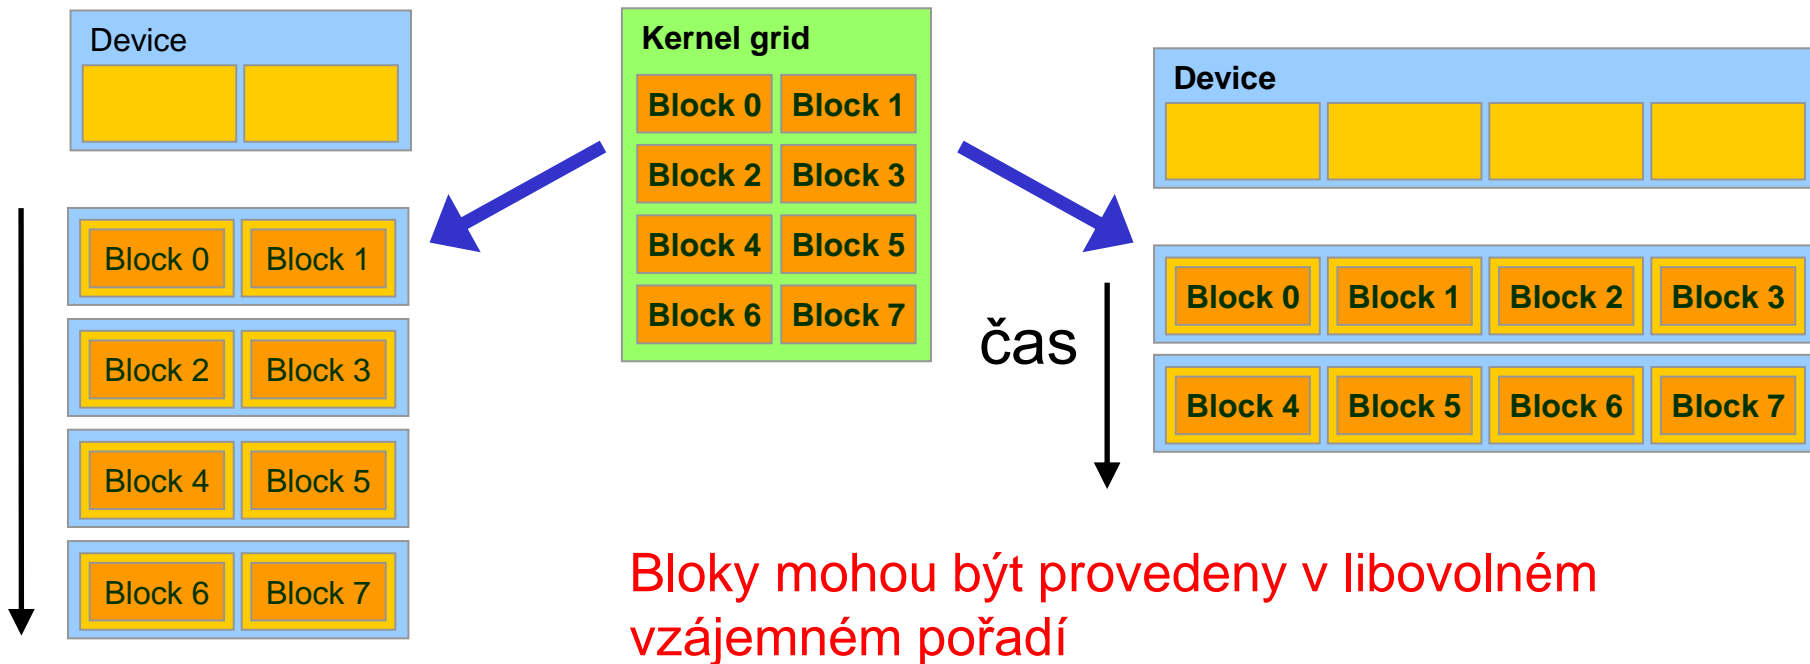 Device
Block 0 Block 1
Block 2 Block 3
Block 4 Block 5
Block 6 Block 7
Kernel grid
Block 0 Block 1
Block 2 Block 3
Block 4 Block 5
Block 6 Block 7
čas
Device
Block 0 Block 1 Block 2 Block 3
Block 4 Block 5 Block 6 Block 7
Bloky mohou být provedeny v libovolném
vzájemném pořadí